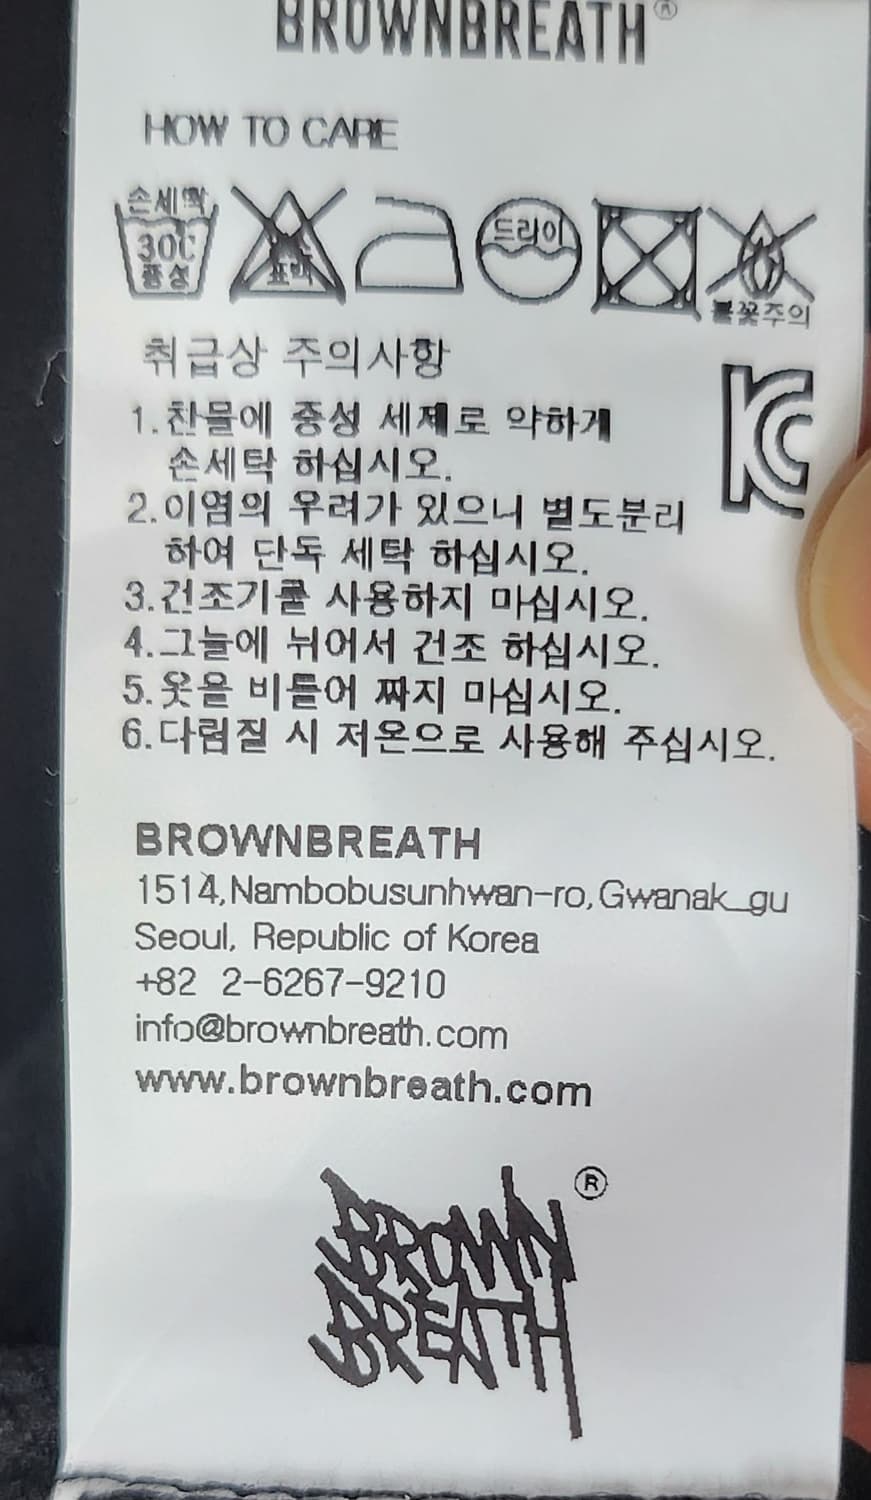 BROWNBREATH®
HOW TO CARE
손세탁 30C 중성
표백
드라이
불꽃주의
취급상 주의사항
KC
1.찬물에 중성 세제로 약하게
손세탁 하십시오.
2.이염의 우려가 있으니 별도분리
하여 단독 세탁 하십시오.
3.건조기를 사용하지 마십시오.
4.그늘에 뉘어서 건조 하십시오.
5.옷을 비틀어 짜지 마십시오.
6.다림질 시 저온으로 사용해 주십시오.
BROWNBREATH
1514,Nambobusunhwan-ro,Gwanak_gu
Seoul, Republic of Korea
+82 2-6267-9210
info@brownbreath.com
www.brownbreath.com
BROWN ®
BREATH